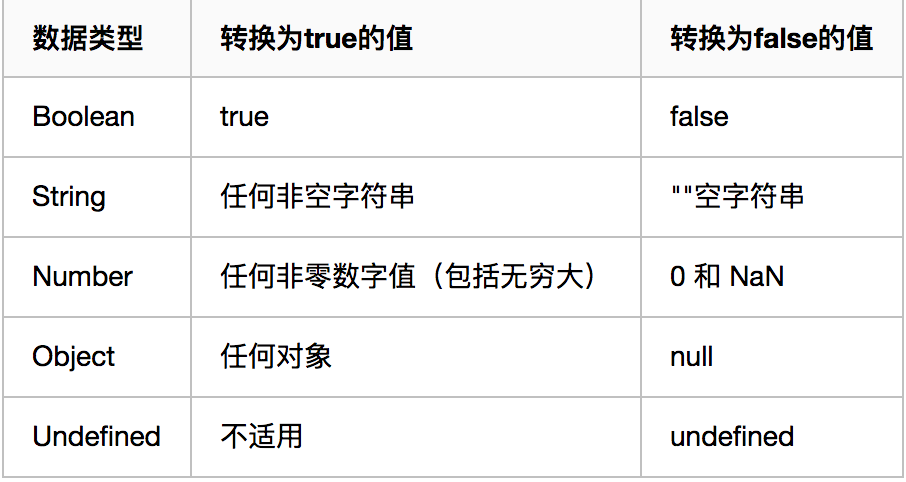 数据类型 转换为true的值 转换为false的值
Boolean true false
String 任何非空字符串 ""空字符串
Number 任何非零数字值（包括无穷大） 0 和 NaN
Object 任何对象 null
Undefined 不适用 undefined